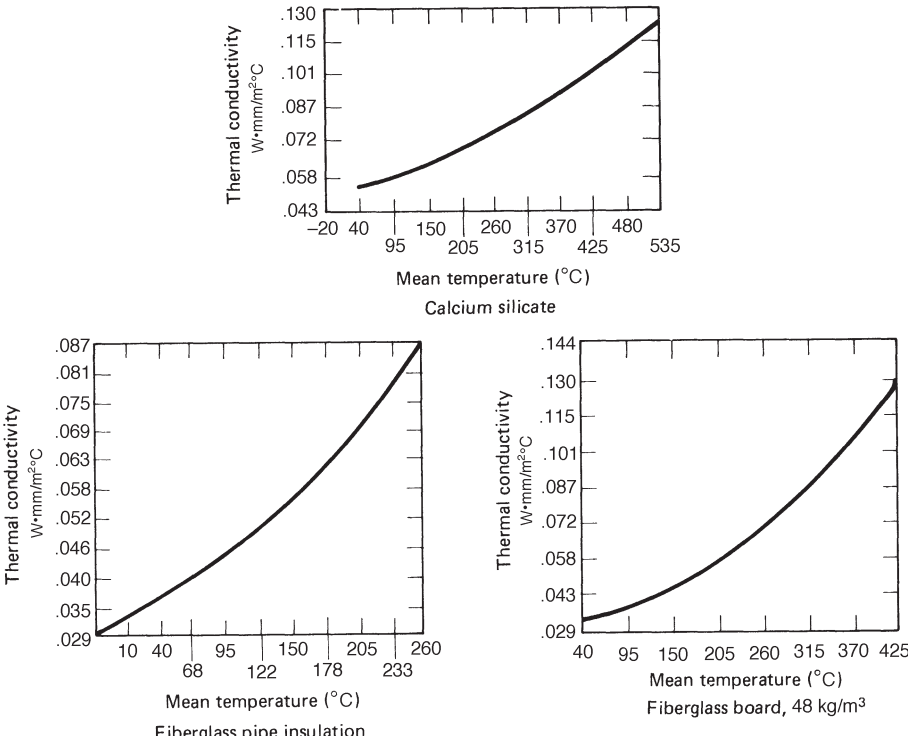 .130
.115
.101
.087
.072
.058
.043
Thermal conductivity
W•mm/m²°C
–20 40 150 260 370 480
95 205 315 425 535
Mean temperature (°C)
Calcium silicate
.087
.081
.075
.069
.063
.058
.052
.046
.040
.035
.029
Thermal conductivity
W•mm/m²°C
10 40 95 150 205 260
68 122 178 233
Mean temperature (°C)
Fiberglass pipe insulation
.144
.130
.115
.101
.087
.072
.058
.043
.029
Thermal conductivity
W•mm/m²°C
40 95 150 205 260 315 370 425
Mean temperature (°C)
Fiberglass board, 48 kg/m³